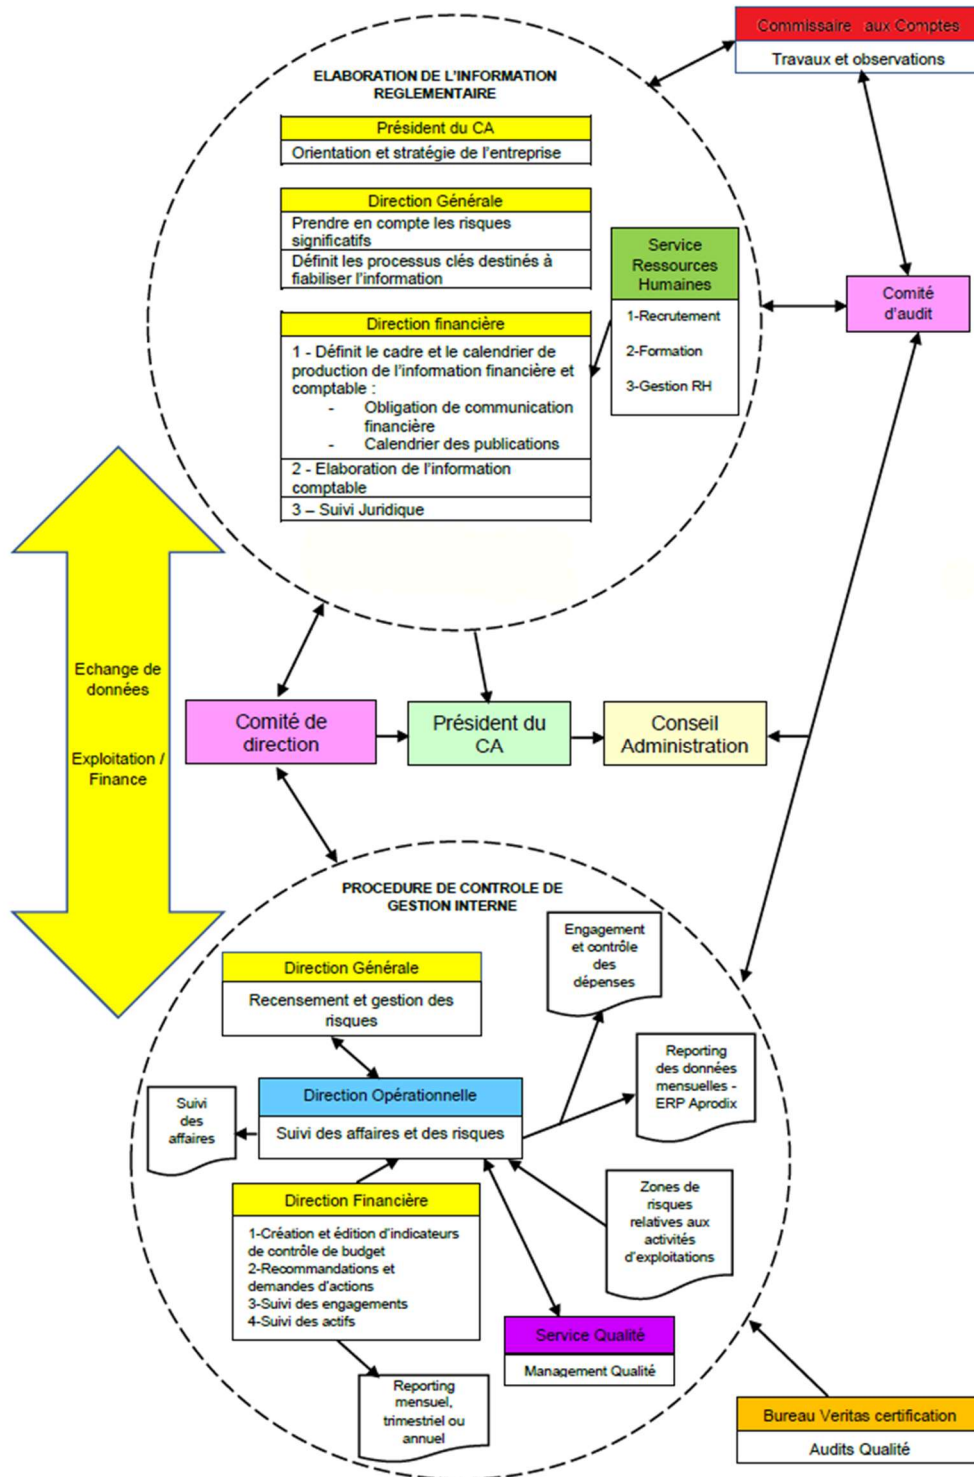 Commissaire aux Comptes
Travaux et observations
ELABORATION DE L'INFORMATION
REGLEMENTAIRE
Président du CA
Orientation et stratégie de l'entreprise
Direction Générale
Prendre en compte les risques
significatifs
Définit les processus clés destinés à
fiabiliser l'information
Service
Ressources
Humaines
1-Recrutement
2-Formation
3-Gestion RH
Comité
d'audit
Direction financière
1 - Définit le cadre et le calendrier de
production de l'information financière et
comptable :
- Obligation de communication
financière
- Calendrier des publications
2 - Elaboration de l'information
comptable
3 – Suivi Juridique
Echange de
données
Exploitation /
Finance
Comité de
direction
Président du
CA
Conseil
Administration
PROCEDURE DE CONTROLE DE
GESTION INTERNE
Engagement
et contrôle
des
dépenses
Direction Générale
Recensement et gestion des
risques
Reporting
des données
mensuelles -
ERP Aprodix
Direction Opérationnelle
Suivi des affaires et des risques
Suivi
des
affaires
Direction Financière
1-Création et édition d'indicateurs
de contrôle de budget
2-Recommandations et
demandes d'actions
3-Suivi des engagements
4-Suivi des actifs
Zones de
risques
relatives aux
activités
d'exploitations
Service Qualité
Management Qualité
Reporting
mensuel,
trimestriel ou
annuel
Bureau Veritas certification
Audits Qualité